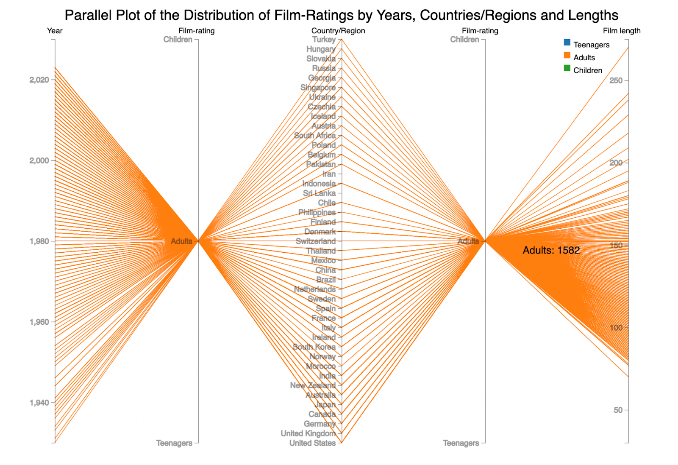 Parallel Plot of the Distribution of Film-Ratings by Years, Countries/Regions and Lengths
Year
Film-rating
Country/Region
Film-rating
Film length
2,020
2,000
1,980
1,960
1,940
Children
Adults
Teenagers
Turkey
Hungary
Slovakia
Russia
Georgia
Singapore
Ukraine
Czechia
Iceland
Austria
South Africa
Poland
Belgium
Pakistan
Iran
Indonesia
Sri Lanka
Chile
Philippines
Finland
Denmark
Switzerland
Thailand
Mexico
China
Brazil
Netherlands
Sweden
Spain
France
Italy
Ireland
South Korea
Norway
Morocco
India
New Zealand
Australia
Japan
Canada
Germany
United Kingdom
United States
Children
Adults
Teenagers
Teenagers
Adults
Children
Adults: 1582
250
200
150
100
50